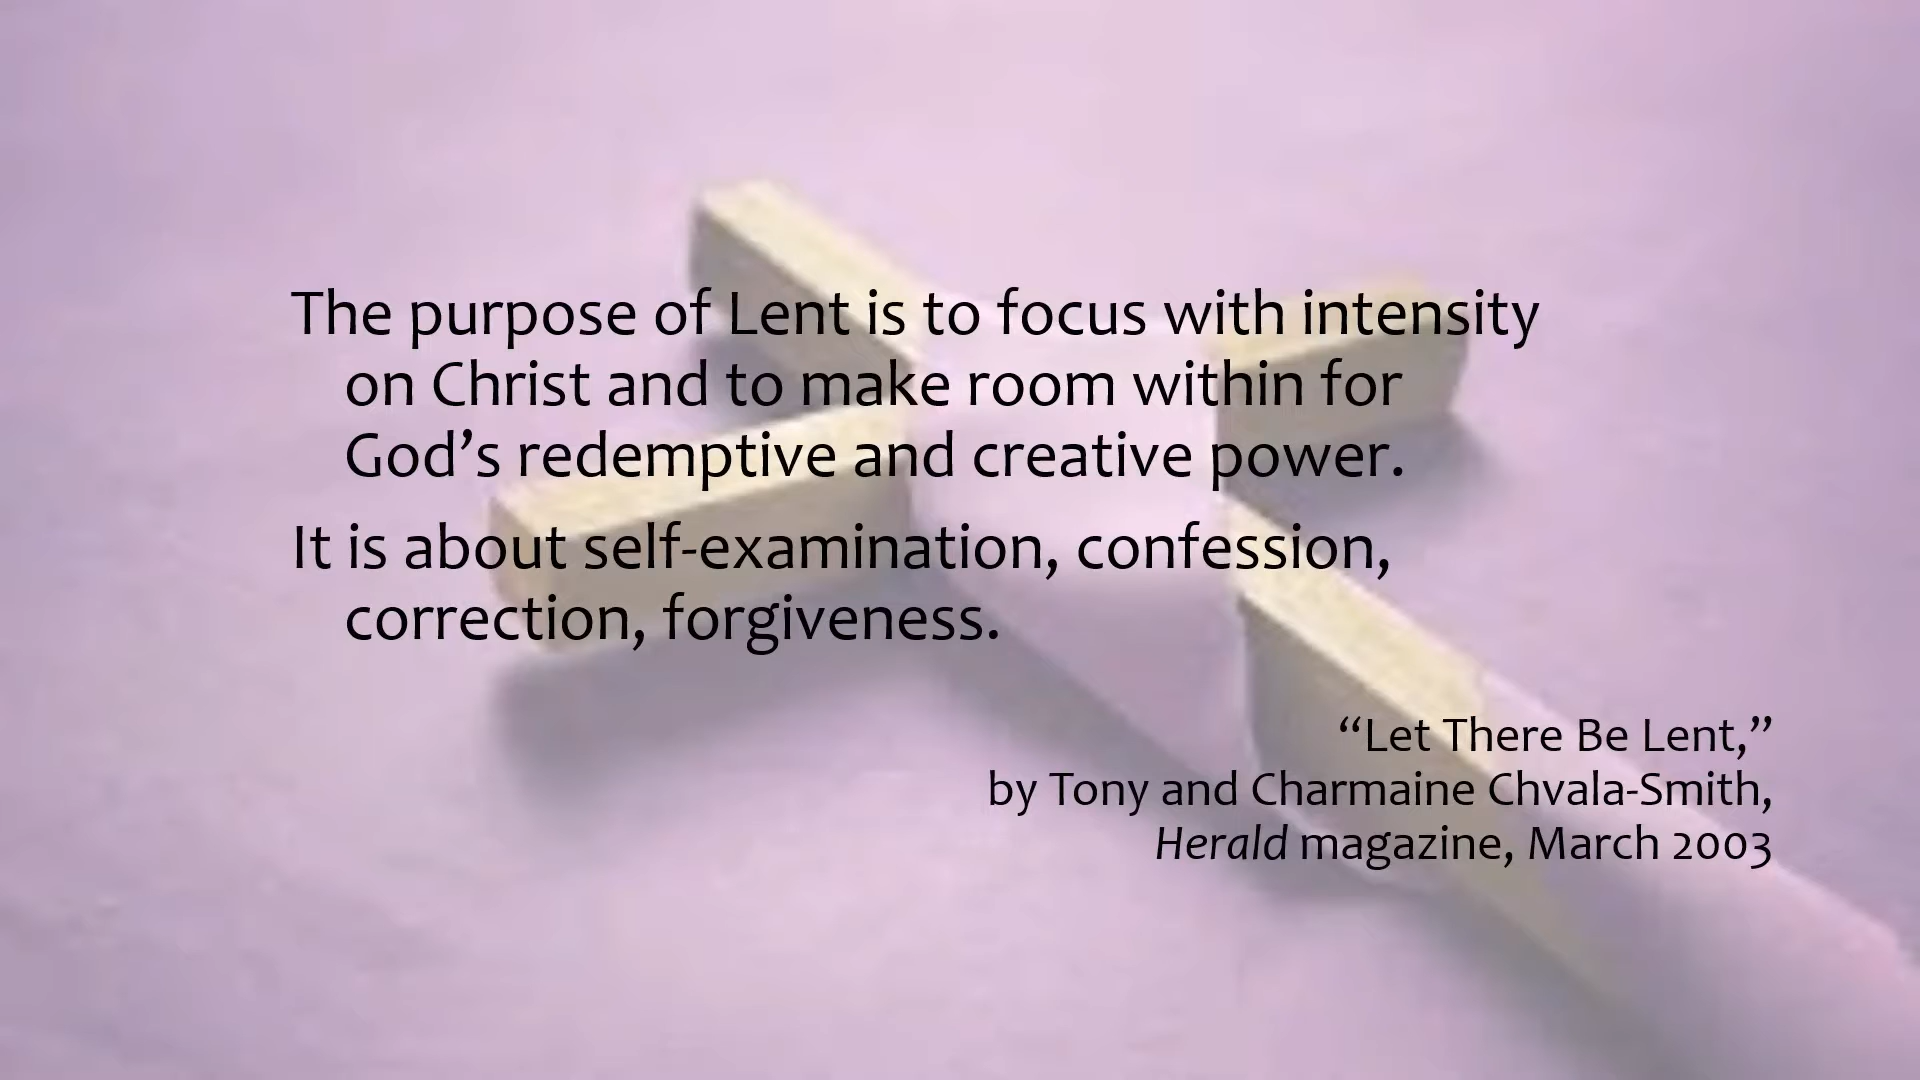 The purpose of Lent is to focus with intensity
on Christ and to make room within for
God’s redemptive and creative power.
It is about self-examination, confession,
correction, forgiveness.
“Let There Be Lent,”
by Tony and Charmaine Chvala-Smith,
Herald magazine, March 2003